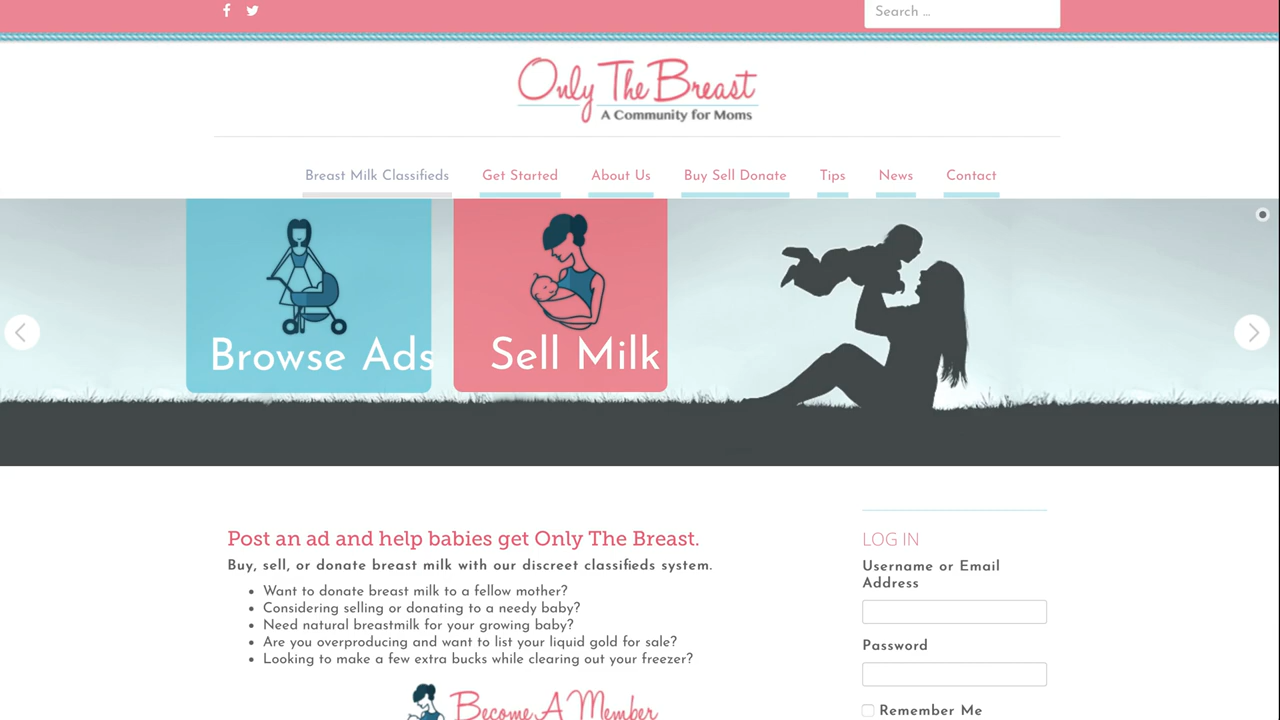 Search ...
Only The Breast
A Community for Moms
Breast Milk Classifieds Get Started About Us Buy Sell Donate Tips News Contact
Browse Ads Sell Milk
Post an ad and help babies get Only The Breast.
Buy, sell, or donate breast milk with our discreet classifieds system.
Want to donate breast milk to a fellow mother?
Considering selling or donating to a needy baby?
Need natural breastmilk for your growing baby?
Are you overproducing and want to list your liquid gold for sale?
Looking to make a few extra bucks while clearing out your freezer?
Become A Member
LOG IN
Username or Email
Address
Password
Remember Me